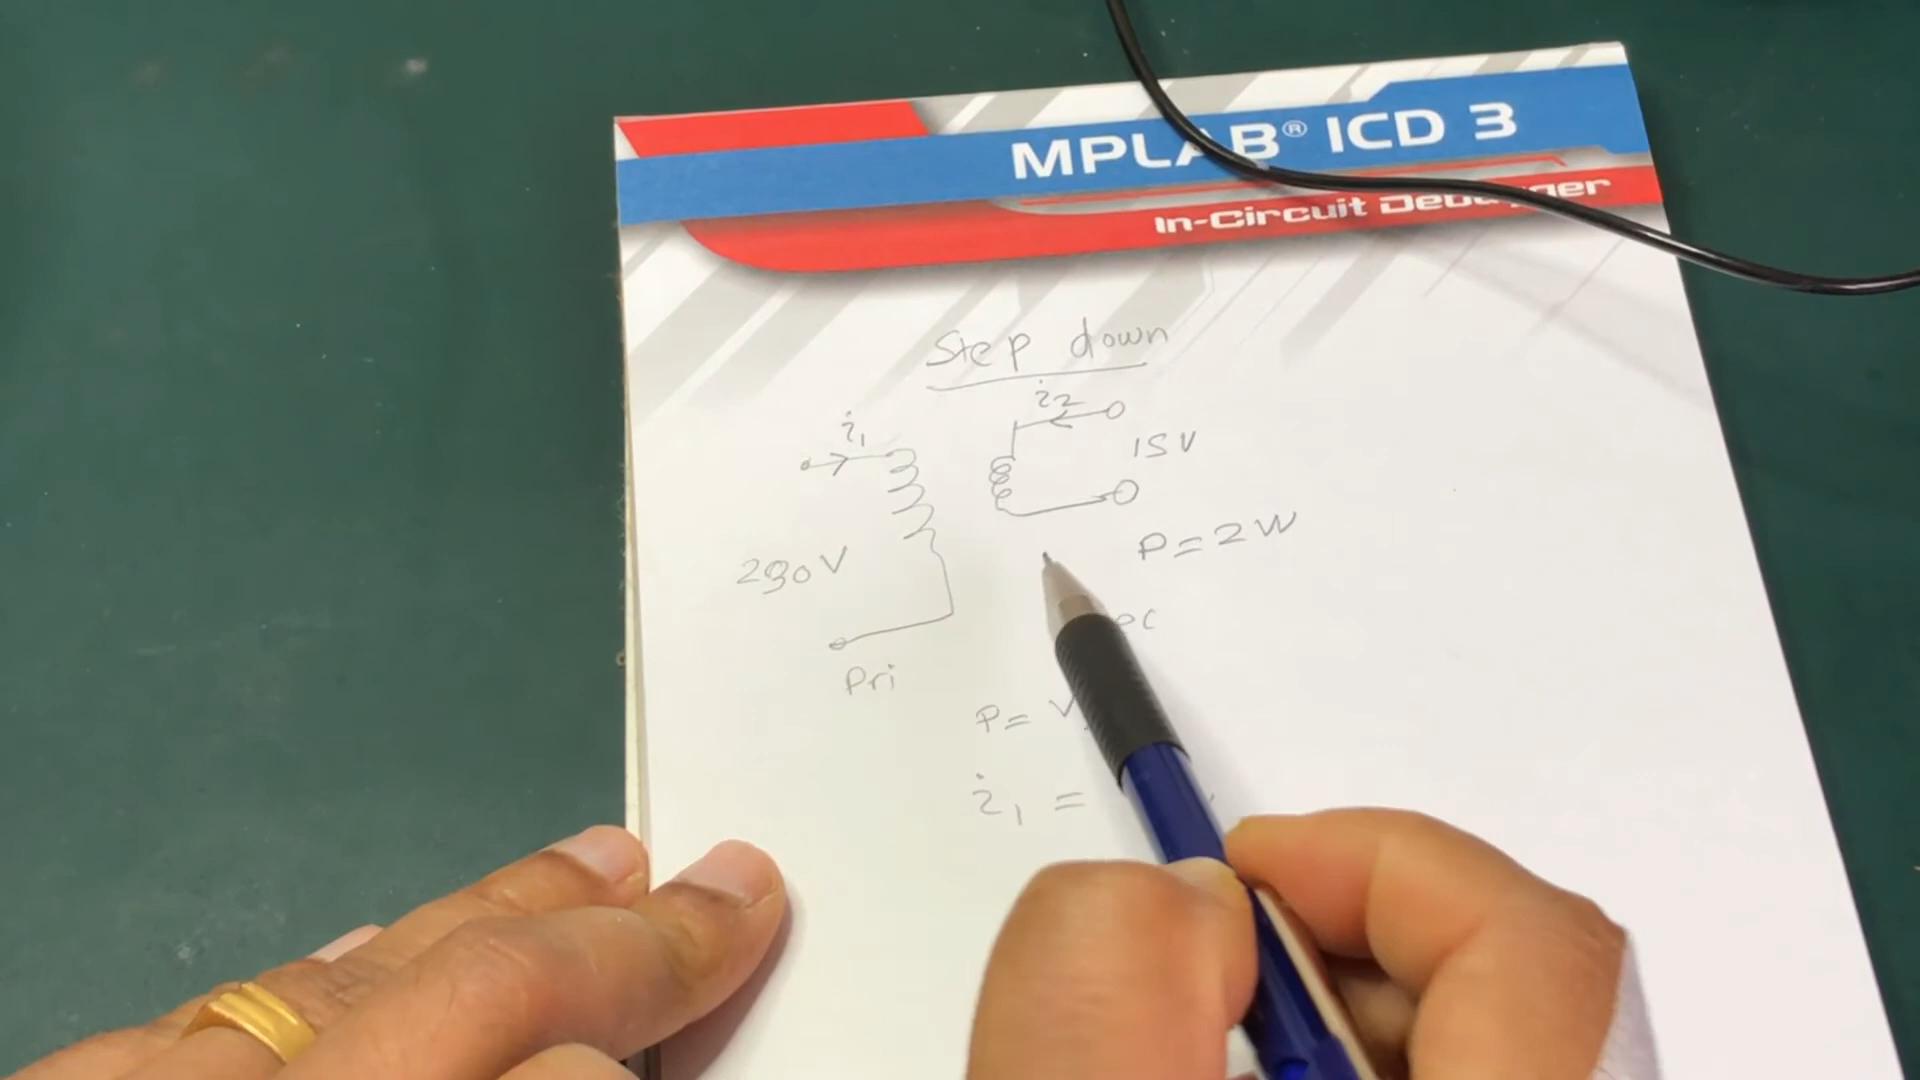 MPLAB® ICD 3
In-Circuit
Step down
i1
i2
15V
230V
P=2W
Pri
P= V
i1 =